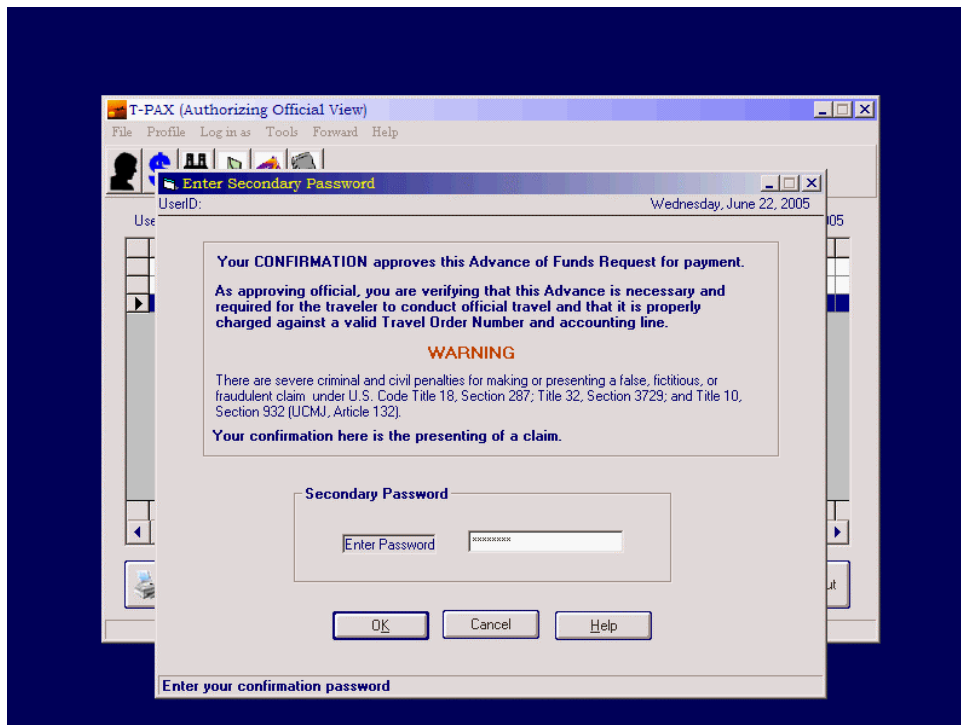 T-PAX (Authorizing Official View)
File Profile Log in as Tools Forward Help
Enter Secondary Password
UserID: Wednesday, June 22, 2005
Use 005
Your CONFIRMATION approves this Advance of Funds Request for payment.
As approving official, you are verifying that this Advance is necessary and
required for the traveler to conduct official travel and that it is properly
charged against a valid Travel Order Number and accounting line.
WARNING
There are severe criminal and civil penalties for making or presenting a false, fictitious, or
fraudulent claim under U.S. Code Title 18, Section 287; Title 32, Section 3729; and Title 10,
Section 932 (UCMJ, Article 132).
Your confirmation here is the presenting of a claim.
Secondary Password
Enter Password xxxxxxxx
ut
OK Cancel Help
Enter your confirmation password